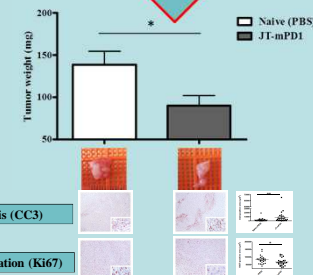 200
150
100
50
Tumor weight (mg)
*
Naive (PBS)
JT-mPD1
is (CC3)
ation (Ki67)